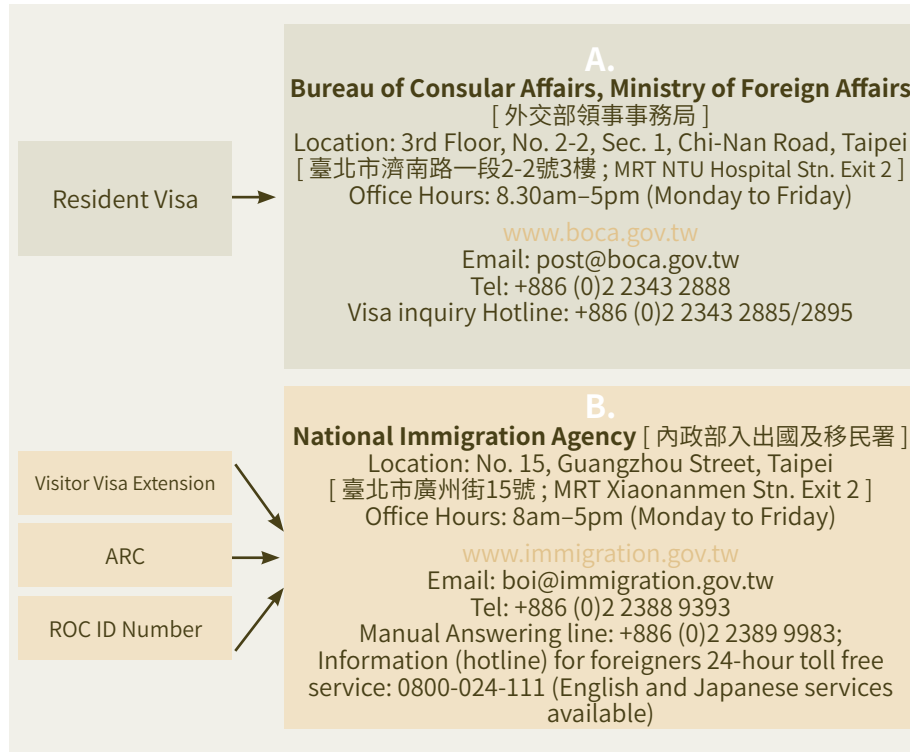 Resident Visa
A.
Bureau of Consular Affairs, Ministry of Foreign Affairs
[ 外交部領事事務局 ]
Location: 3rd Floor, No. 2-2, Sec. 1, Chi-Nan Road, Taipei
[ 臺北市濟南路一段2-2號3樓 ; MRT NTU Hospital Stn. Exit 2 ]
Office Hours: 8.30am–5pm (Monday to Friday)
www.boca.gov.tw
Email: post@boca.gov.tw
Tel: +886 (0)2 2343 2888
Visa inquiry Hotline: +886 (0)2 2343 2885/2895
Visitor Visa Extension
ARC
ROC ID Number
B.
National Immigration Agency [ 內政部入出國及移民署 ]
Location: No. 15, Guangzhou Street, Taipei
[ 臺北市廣州街15號 ; MRT Xiaonanmen Stn. Exit 2 ]
Office Hours: 8am–5pm (Monday to Friday)
www.immigration.gov.tw
Email: boi@immigration.gov.tw
Tel: +886 (0)2 2388 9393
Manual Answering line: +886 (0)2 2389 9983;
Information (hotline) for foreigners 24-hour toll free
service: 0800-024-111 (English and Japanese services
available)